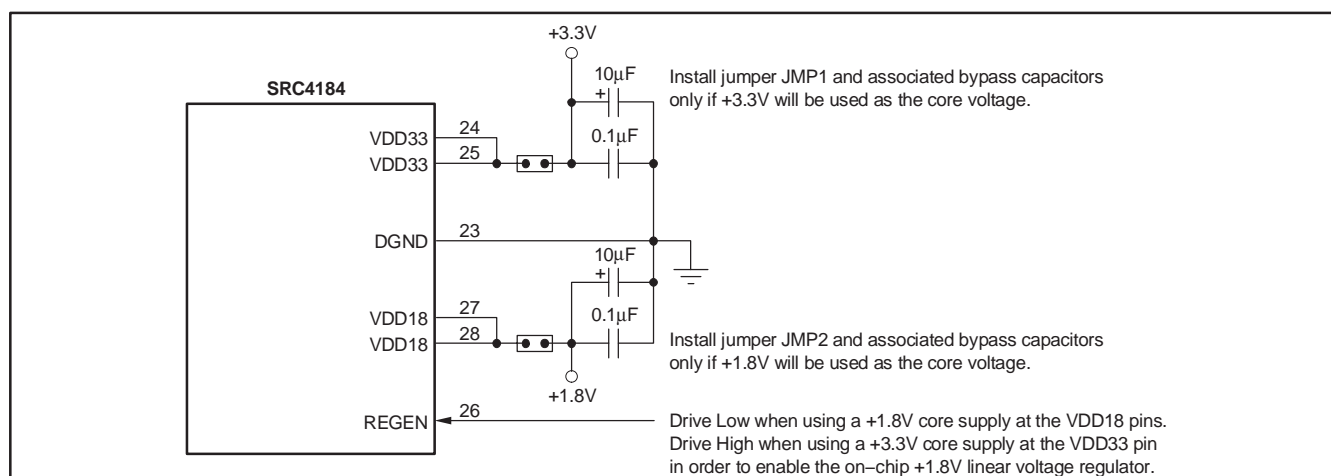 +3.3V
10μF
+
Install jumper JMP1 and associated bypass capacitors
only if +3.3V will be used as the core voltage.
SRC4184
VDD33
24
0.1μF
VDD33
25
DGND
23
10μF
+
VDD18
27
0.1μF
VDD18
28
Install jumper JMP2 and associated bypass capacitors
only if +1.8V will be used as the core voltage.
+1.8V
REGEN
26
Drive Low when using a +1.8V core supply at the VDD18 pins.
Drive High when using a +3.3V core supply at the VDD33 pin
in order to enable the on–chip +1.8V linear voltage regulator.